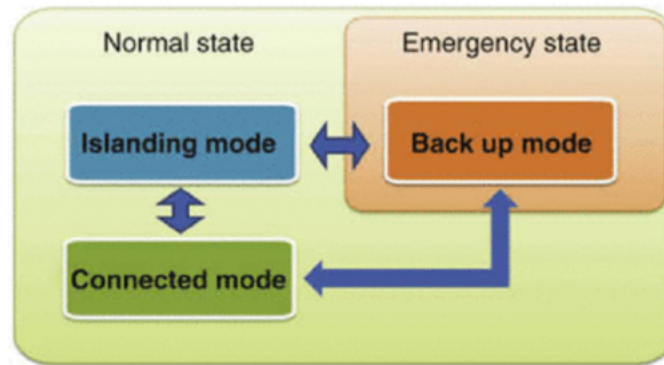 Normal state
Emergency state
Islanding mode
Back up mode
Connected mode